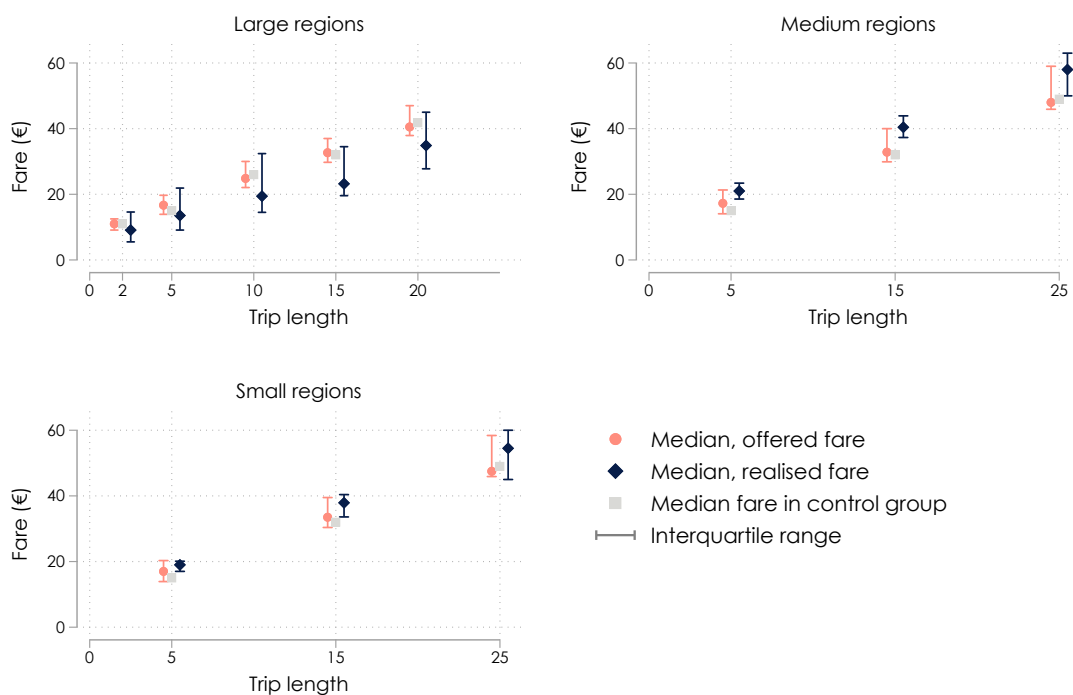 Large regions
60
40
20
0
Fare (€)
0 2 5 10 15 20
Trip length
Medium regions
60
40
20
0
Fare (€)
0 5 15 25
Trip length
Small regions
60
40
20
0
Fare (€)
0 5 15 25
Trip length
Median, offered fare
Median, realised fare
Median fare in control group
Interquartile range